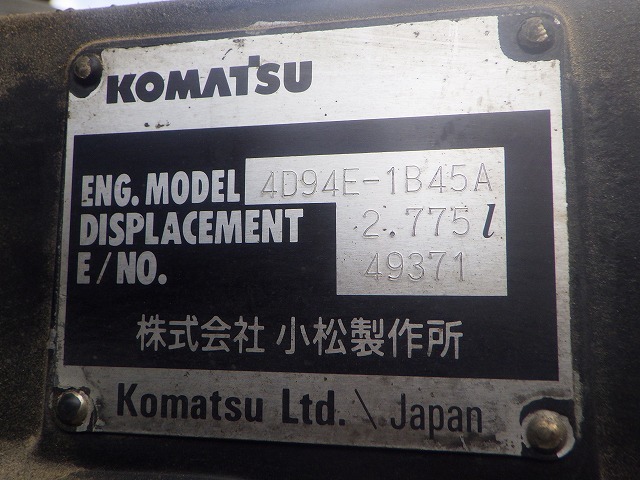 KOMATSU
ENG. MODEL 4D94E-1B45A
DISPLACEMENT 2.775 l
E/NO. 49371
株式会社 小松製作所
Komatsu Ltd. \ Japan